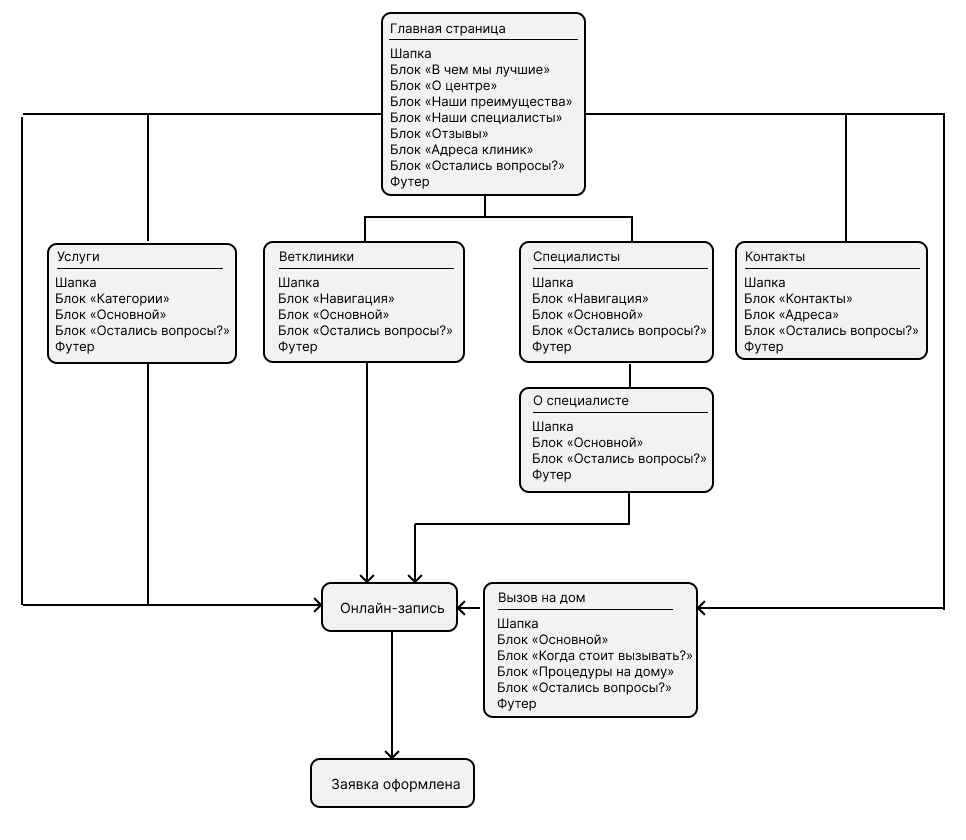 Главная страница
Шапка
Блок «В чем мы лучшие»
Блок «О центре»
Блок «Наши преимущества»
Блок «Наши специалисты»
Блок «Отзывы»
Блок «Адреса клиник»
Блок «Остались вопросы?»
Футер
Услуги
Шапка
Блок «Категории»
Блок «Основной»
Блок «Остались вопросы?»
Футер
Ветклиники
Шапка
Блок «Навигация»
Блок «Основной»
Блок «Остались вопросы?»
Футер
Специалисты
Шапка
Блок «Навигация»
Блок «Основной»
Блок «Остались вопросы?»
Футер
Контакты
Шапка
Блок «Контакты»
Блок «Адреса»
Блок «Остались вопросы?»
Футер
О специалисте
Шапка
Блок «Основной»
Блок «Остались вопросы?»
Футер
Онлайн-запись
Вызов на дом
Шапка
Блок «Основной»
Блок «Когда стоит вызывать?»
Блок «Процедуры на дому»
Блок «Остались вопросы?»
Футер
Заявка оформлена